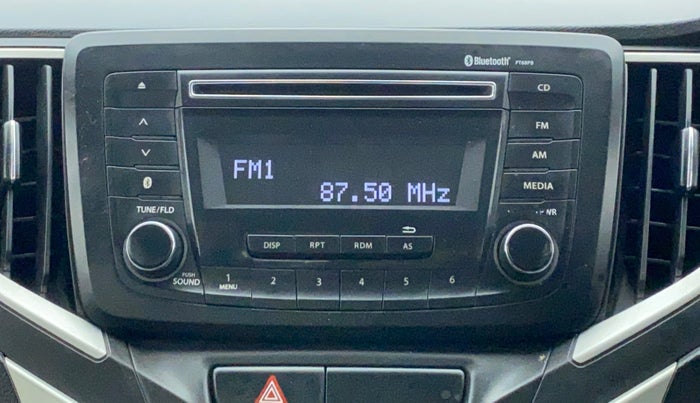 Bluetooth®
CD
FM
AM
MEDIA
TUNE/FLD
FM1
87.50 MHz
DISP RPT RDM AS
PUSH
SOUND
1 2 3 4 5 6
MENU